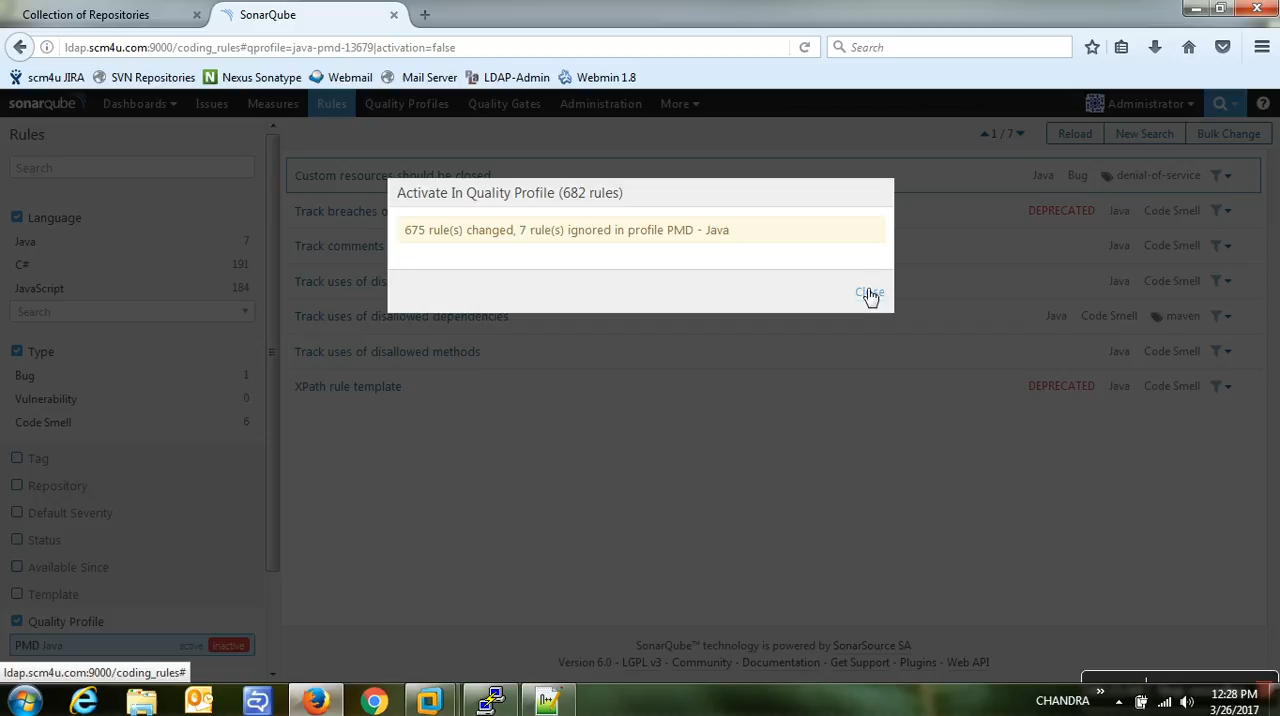 Collection of Repositories
SonarQube
ldap.scm4u.com:9000/coding_rules#qprofile=java-pmd-13679|activation=false
Search
scm4u JIRA SVN Repositories Nexus Sonatype Webmail Mail Server LDAP-Admin Webmin 1.8
sonarqube Dashboards Issues Measures Rules Quality Profiles Quality Gates Administration More Administrator
Rules
1 / 7 Reload New Search Bulk Change
Search
Language
Java 7
C# 191
JavaScript 184
Search
Type
Bug 1
Vulnerability 0
Code Smell 6
Tag
Repository
Default Severity
Status
Available Since
Template
Quality Profile
PMD Java active inactive
ldap.scm4u.com:9000/coding_rules#
Custom resources should be closed Java Bug denial-of-service
Track breaches o DEPRECATED Java Code Smell
Track comments Java Code Smell
Track uses of dis Java Code Smell
Track uses of disallowed dependencies Java Code Smell maven
Track uses of disallowed methods Java Code Smell
XPath rule template DEPRECATED Java Code Smell
Activate In Quality Profile (682 rules)
675 rule(s) changed, 7 rule(s) ignored in profile PMD - Java
Close
SonarQube™ technology is powered by SonarSource SA
Version 6.0 - LGPL v3 - Community - Documentation - Get Support - Plugins - Web API
CHANDRA
12:28 PM
3/26/2017